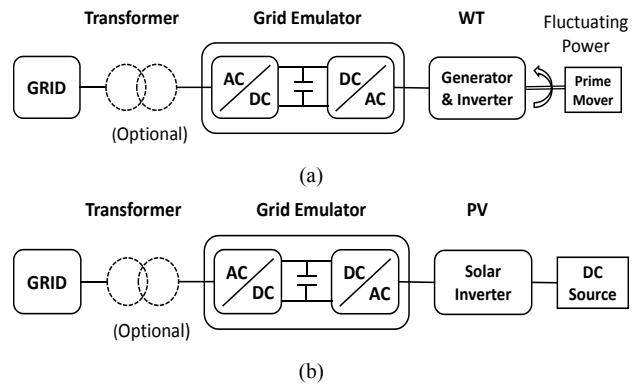 Transformer Grid Emulator WT Fluctuating
Power
GRID AC DC DC AC Generator
& Inverter Prime
Mover
(Optional)
(a)
Transformer Grid Emulator PV
GRID AC DC DC AC Solar
Inverter DC
Source
(Optional)
(b)